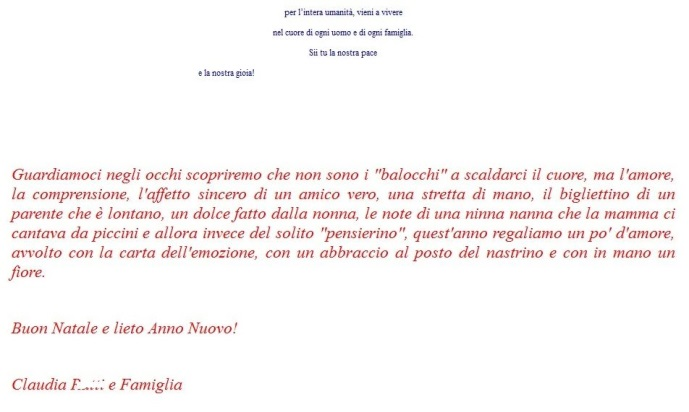 per l'intera umanità, vieni a vivere
nel cuore di ogni uomo e di ogni famiglia.
Sii tu la nostra pace
e la nostra gioia!
Guardiamoci negli occhi scopriremo che non sono i "balocchi" a scaldarci il cuore, ma l'amore,
la comprensione, l'affetto sincero di un amico vero, una stretta di mano, il bigliettino di un
parente che è lontano, un dolce fatto dalla nonna, le note di una ninna nanna che la mamma ci
cantava da piccini e allora invece del solito "pensierino", quest'anno regaliamo un po' d'amore,
avvolto con la carta dell'emozione, con un abbraccio al posto del nastrino e con in mano un
fiore.
Buon Natale e lieto Anno Nuovo!
Claudia e Famiglia